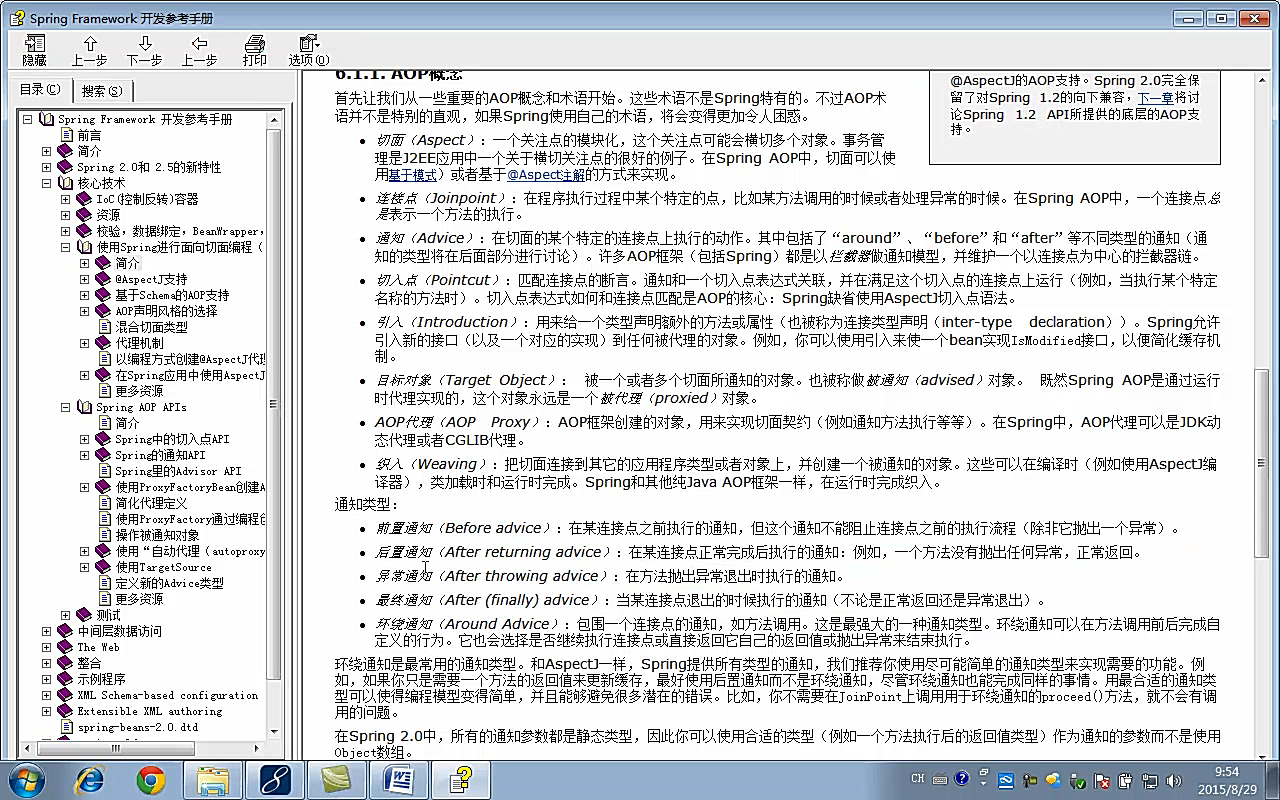 Spring Framework 开发参考手册
隐藏 上一步 下一步 上一步 打印 选项(O)
目录(C) 搜索(S)
Spring Framework 开发参考手册
前言
简介
Spring 2.0和 2.5的新特性
核心技术
IoC(控制反转)容器
资源
校验，数据绑定，BeanWrapper，
使用Spring进行面向切面编程（
简介
@AspectJ支持
基于Schema的AOP支持
AOP声明风格的选择
混合切面类型
代理机制
以编程方式创建@AspectJ代理
在Spring应用中使用AspectJ
更多资源
Spring AOP APIs
简介
Spring中的切入点API
Spring的通知API
Spring里的Advisor API
使用ProxyFactoryBean创建A
简化代理定义
使用ProxyFactory通过编程创
操作被通知对象
使用“自动代理（autoproxy
使用TargetSource
定义新的Advice类型
更多资源
测试
中间层数据访问
The Web
整合
示例程序
XML Schema-based configuration
Extensible XML authoring
spring-beans-2.0.dtd
6.1.1. AOP概念
首先让我们从一些重要的AOP概念和术语开始。这些术语不是Spring特有的。不过AOP术
语并不是特别的直观，如果Spring使用自己的术语，将会变得更加令人困惑。
@AspectJ的AOP支持。Spring 2.0完全保
留了对Spring 1.2的向下兼容，下一章将讨
论Spring 1.2 API所提供的底层的AOP支
持。
• 切面（Aspect）：一个关注点的模块化，这个关注点可能会横切多个对象。事务管
理是J2EE应用中一个关于横切关注点的很好的例子。在Spring AOP中，切面可以使
用基于模式）或者基于@Aspect注解的方式来实现。
• 连接点（Joinpoint）：在程序执行过程中某个特定的点，比如某方法调用的时候或者处理异常的时候。在Spring AOP中，一个连接点总
是表示一个方法的执行。
• 通知（Advice）：在切面的某个特定的连接点上执行的动作。其中包括了“around”、“before”和“after”等不同类型的通知（通
知的类型将在后面部分进行讨论）。许多AOP框架（包括Spring）都是以拦截器做通知模型，并维护一个以连接点为中心的拦截器链。
• 切入点（Pointcut）：匹配连接点的断言。通知和一个切入点表达式关联，并在满足这个切入点的连接点上运行（例如，当执行某个特定
名称的方法时）。切入点表达式如何和连接点匹配是AOP的核心：Spring缺省使用AspectJ切入点语法。
• 引入（Introduction）：用来给一个类型声明额外的方法或属性（也被称为连接类型声明（inter-type declaration））。Spring允许
引入新的接口（以及一个对应的实现）到任何被代理的对象。例如，你可以使用引入来使一个bean实现IsModified接口，以便简化缓存机
制。
• 目标对象（Target Object）： 被一个或者多个切面所通知的对象。也被称做被通知（advised）对象。 既然Spring AOP是通过运行
时代理实现的，这个对象永远是一个被代理（proxied）对象。
• AOP代理（AOP Proxy）：AOP框架创建的对象，用来实现切面契约（例如通知方法执行等等）。在Spring中，AOP代理可以是JDK动
态代理或者CGLIB代理。
• 织入（Weaving）：把切面连接到其它的应用程序类型或者对象上，并创建一个被通知的对象。这些可以在编译时（例如使用AspectJ编
译器），类加载时和运行时完成。Spring和其他纯Java AOP框架一样，在运行时完成织入。
通知类型：
• 前置通知（Before advice）：在某连接点之前执行的通知，但这个通知不能阻止连接点之前的执行流程（除非它抛出一个异常）。
• 后置通知（After returning advice）：在某连接点正常完成后执行的通知：例如，一个方法没有抛出任何异常，正常返回。
• 异常通知（After throwing advice）：在方法抛出异常退出时执行的通知。
• 最终通知（After (finally) advice）：当某连接点退出的时候执行的通知（不论是正常返回还是异常退出）。
• 环绕通知（Around Advice）：包围一个连接点的通知，如方法调用。这是最强大的一种通知类型。环绕通知可以在方法调用前后完成自
定义的行为。它也会选择是否继续执行连接点或直接返回它自己的返回值或抛出异常来结束执行。
环绕通知是最常用的通知类型。和AspectJ一样，Spring提供所有类型的通知，我们推荐你使用尽可能简单的通知类型来实现需要的功能。例
如，如果你只是需要一个方法的返回值来更新缓存，最好使用后置通知而不是环绕通知，尽管环绕通知也能完成同样的事情。用最合适的通知类
型可以使得编程模型变得简单，并且能够避免很多潜在的错误。比如，你不需要在JoinPoint上调用用于环绕通知的proceed()方法，就不会有调
用的问题。
在Spring 2.0中，所有的通知参数都是静态类型，因此你可以使用合适的类型（例如一个方法执行后的返回值类型）作为通知的参数而不是使用
Object数组。
CH
9:54
2015/8/29